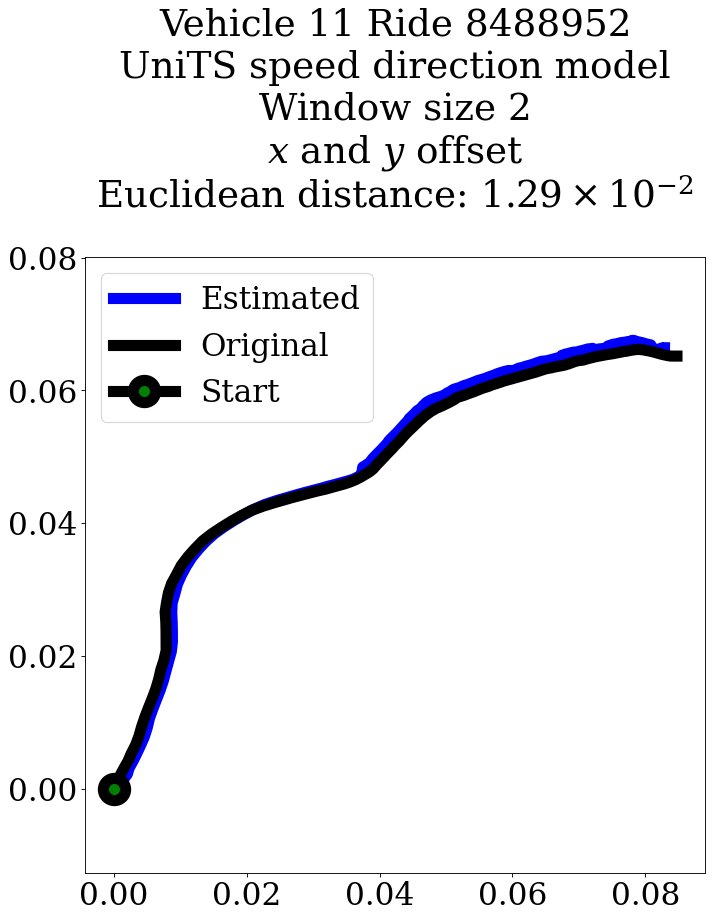 Vehicle 11 Ride 8488952
UniTS speed direction model
Window size 2
x and y offset
Euclidean distance: 1.29 × 10⁻²
0.08
Estimated
Original
Start
0.06
0.04
0.02
0.00
0.00 0.02 0.04 0.06 0.08